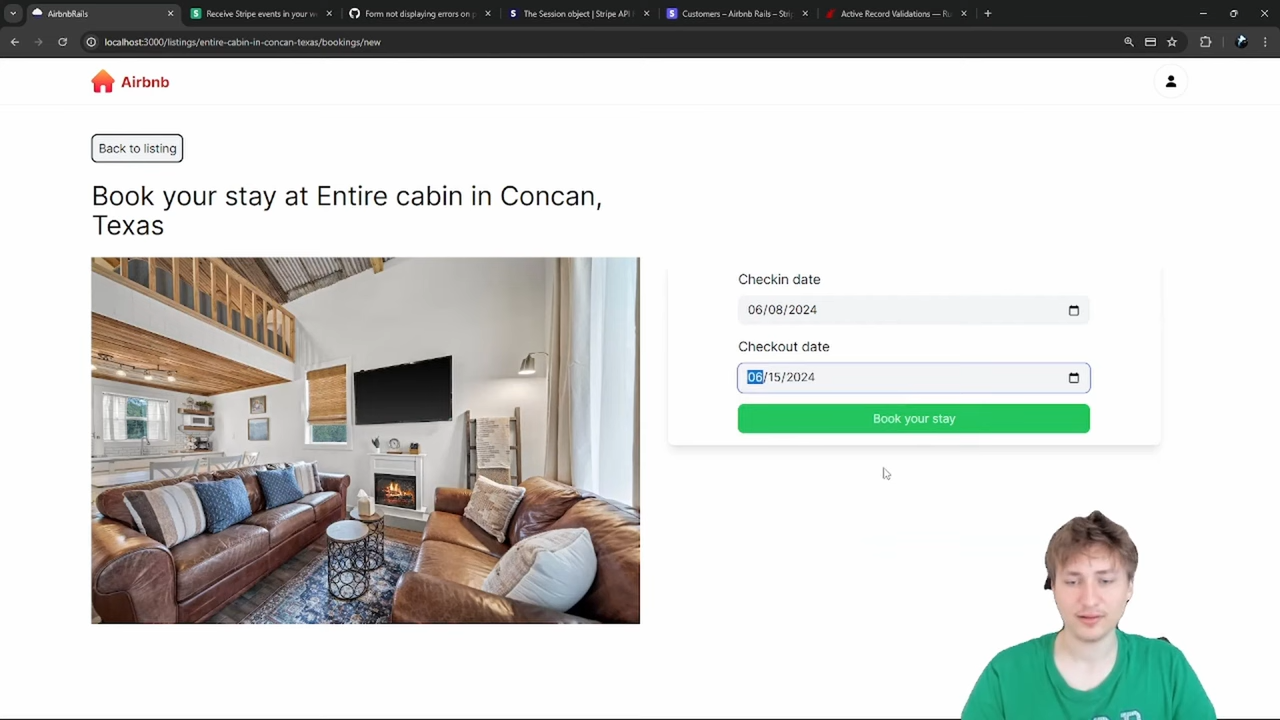 AirbnbRails
Receive Stripe events in your w
Form not displaying errors on p
The Session object | Stripe API
Customers – Airbnb Rails – Stri
Active Record Validations — Ru
localhost:3000/listings/entire-cabin-in-concan-texas/bookings/new
Airbnb
Back to listing
Book your stay at Entire cabin in Concan,
Texas
Checkin date
06/08/2024
Checkout date
06/15/2024
Book your stay